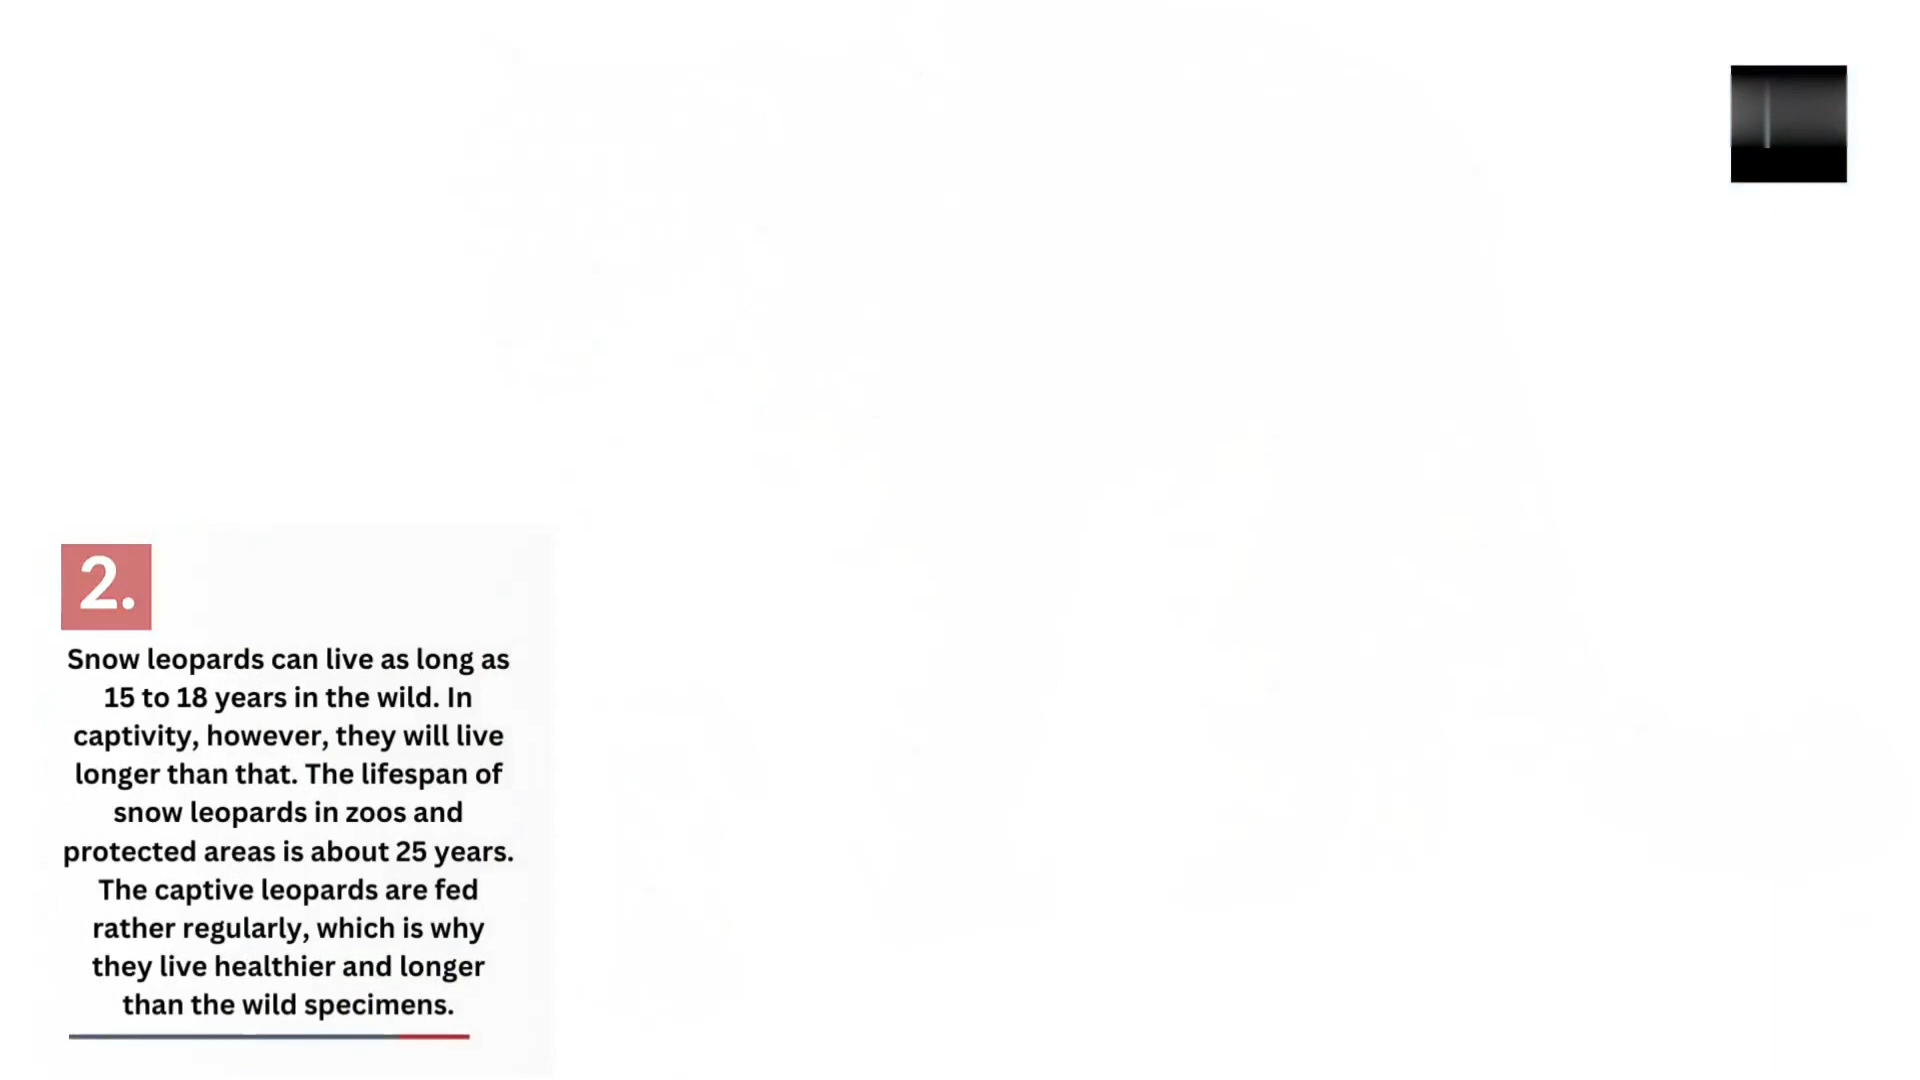 2.
Snow leopards can live as long as
15 to 18 years in the wild. In
captivity, however, they will live
longer than that. The lifespan of
snow leopards in zoos and
protected areas is about 25 years.
The captive leopards are fed
rather regularly, which is why
they live healthier and longer
than the wild specimens.